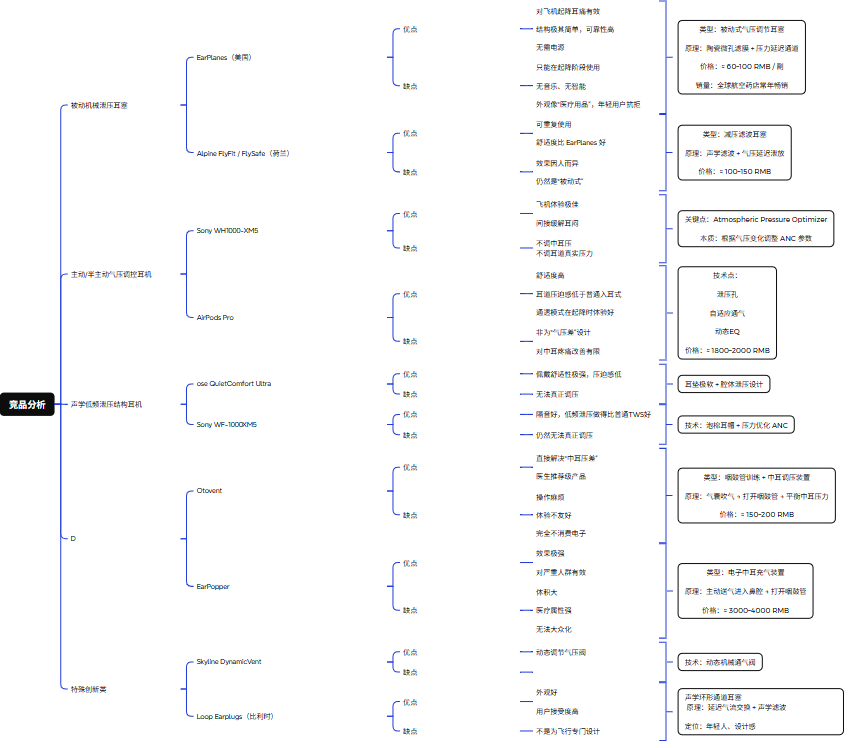 竞品分析
被动机械泄压耳塞
EarPlanes（美国）
优点
对飞机起降耳痛有效
结构极其简单，可靠性高
无需电源
缺点
只能在起降阶段使用
无音乐、无智能
外观像“医疗用品”，年轻用户抗拒
类型：被动式气压调节耳塞
原理：陶瓷微孔滤膜 + 压力延迟通道
价格：≈ 60-100 RMB / 副
销量：全球航空药店常年畅销
Alpine FlyFit / FlySafe（荷兰）
优点
可重复使用
舒适度比 EarPlanes 好
缺点
效果因人而异
仍然是“被动式”
类型：减压滤波耳塞
原理：声学滤波 + 气压延迟泄放
价格：≈ 100-150 RMB
主动/半主动气压调控耳机
Sony WH1000-XM5
优点
飞机体验极佳
间接缓解耳闷
缺点
不调中耳压
不调耳道真实压力
关键点：Atmospheric Pressure Optimizer
本质：根据气压变化调整 ANC 参数
AirPods Pro
优点
舒适度高
耳道压迫感低于普通入耳式
通透模式在起降时体验好
缺点
非为“气压差”设计
对中耳疼痛改善有限
技术点：
泄压孔
自适应通气
动态EQ
价格：≈ 1800-2000 RMB
声学低频泄压结构耳机
ose QuietComfort Ultra
优点
佩戴舒适性极强，压迫感低
缺点
无法真正调压
耳垫极软 + 腔体泄压设计
Sony WF-1000XM5
优点
隔音好，低频泄压做得比普通TWS好
缺点
仍然无法真正调压
技术：泡棉耳帽 + 压力优化 ANC
D
Otovent
优点
直接解决“中耳压差”
医生推荐级产品
缺点
操作麻烦
体验不友好
完全不消费电子
类型：咽鼓管训练 + 中耳调压装置
原理：气囊吹气 → 打开咽鼓管 → 平衡中耳压力
价格：≈ 150-200 RMB
EarPopper
优点
效果极强
对严重人群有效
缺点
体积大
医疗属性强
无法大众化
类型：电子中耳充气装置
原理：主动送气进入鼻腔 → 打开咽鼓管
价格：≈ 3000-4000 RMB
特殊创新类
Skyline DynamicVent
优点
动态调节气压阀
缺点
技术：动态机械通气阀
Loop Earplugs（比利时）
优点
外观好
用户接受度高
缺点
不是为飞行专门设计
声学环形通道耳塞
原理：延迟气流交换 + 声学滤波
定位：年轻人、设计感